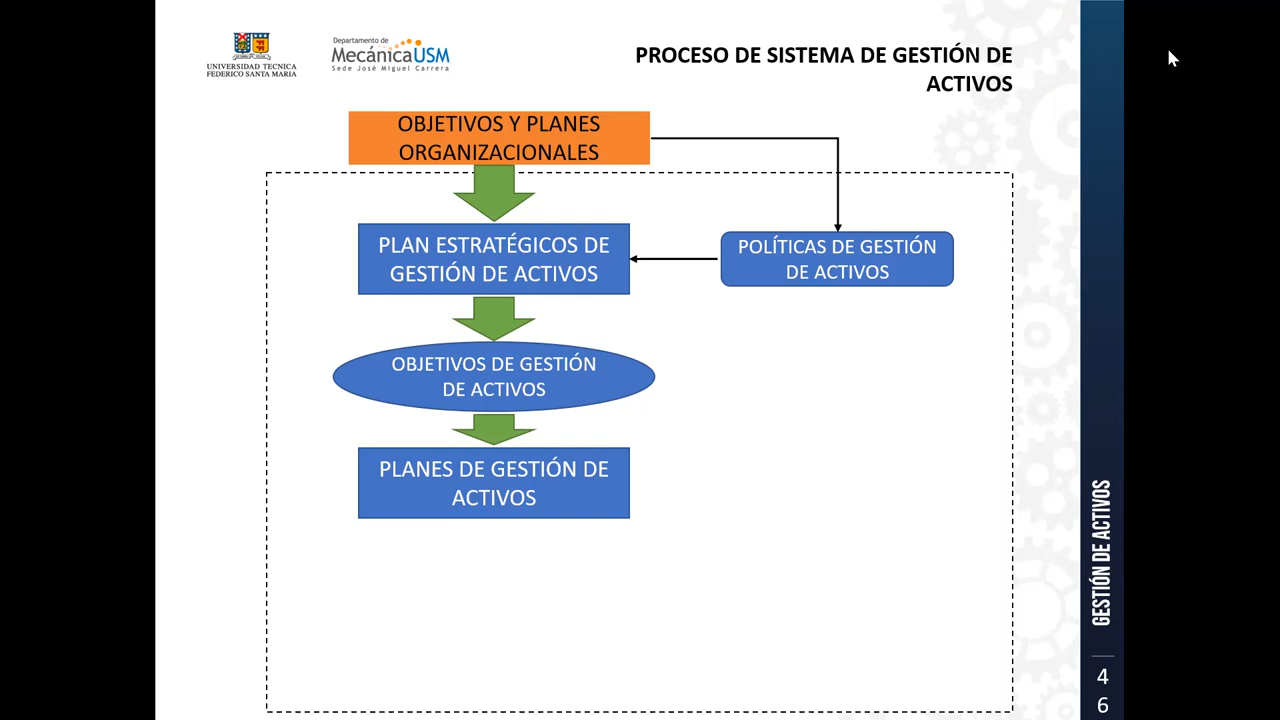 UNIVERSIDAD TECNICA
FEDERICO SANTA MARIA
Departamento de
MecánicaUSM
Sede José Miguel Carrera
PROCESO DE SISTEMA DE GESTIÓN DE
ACTIVOS
OBJETIVOS Y PLANES
ORGANIZACIONALES
PLAN ESTRATÉGICOS DE
GESTIÓN DE ACTIVOS
POLÍTICAS DE GESTIÓN
DE ACTIVOS
OBJETIVOS DE GESTIÓN
DE ACTIVOS
PLANES DE GESTIÓN DE
ACTIVOS
GESTIÓN DE ACTIVOS
4
6